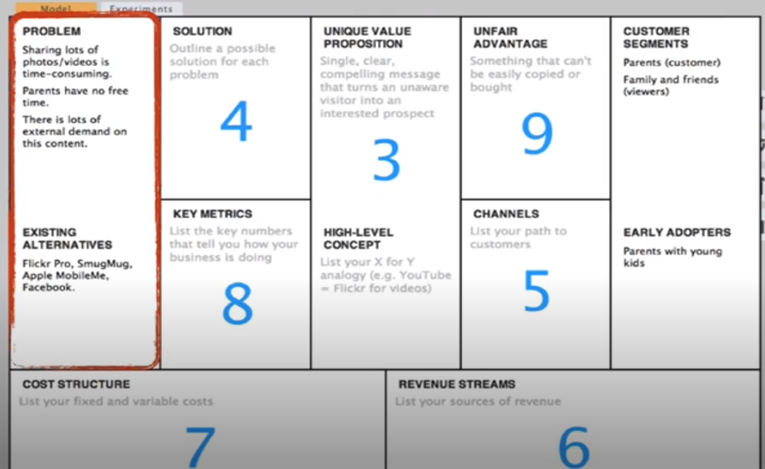 Model
Experiments
PROBLEM
Sharing lots of
photos/videos is
time-consuming.
Parents have no free
time.
There is lots of
external demand on
this content.
EXISTING
ALTERNATIVES
Flickr Pro, SmugMug,
Apple MobileMe,
Facebook.
SOLUTION
Outline a possible
solution for each
problem
4
KEY METRICS
List the key numbers
that tell you how your
business is doing
8
UNIQUE VALUE
PROPOSITION
Single, clear,
compelling message
that turns an unaware
visitor into an
interested prospect
3
HIGH-LEVEL
CONCEPT
List your X for Y
analogy (e.g. YouTube
= Flickr for videos)
UNFAIR
ADVANTAGE
Something that can't
be easily copied or
bought
9
CHANNELS
List your path to
customers
5
CUSTOMER
SEGMENTS
Parents (customer)
Family and friends
(viewers)
EARLY ADOPTERS
Parents with young
kids
COST STRUCTURE
List your fixed and variable costs
7
REVENUE STREAMS
List your sources of revenue
6